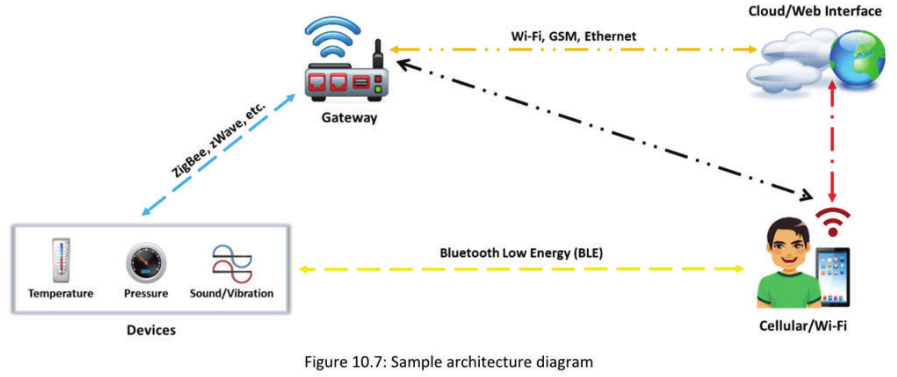 Cloud/Web Interface
Wi-Fi, GSM, Ethernet
Gateway
ZigBee, zWave, etc.
Bluetooth Low Energy (BLE)
Temperature
Pressure
Sound/Vibration
Devices
Cellular/Wi-Fi
Figure 10.7: Sample architecture diagram